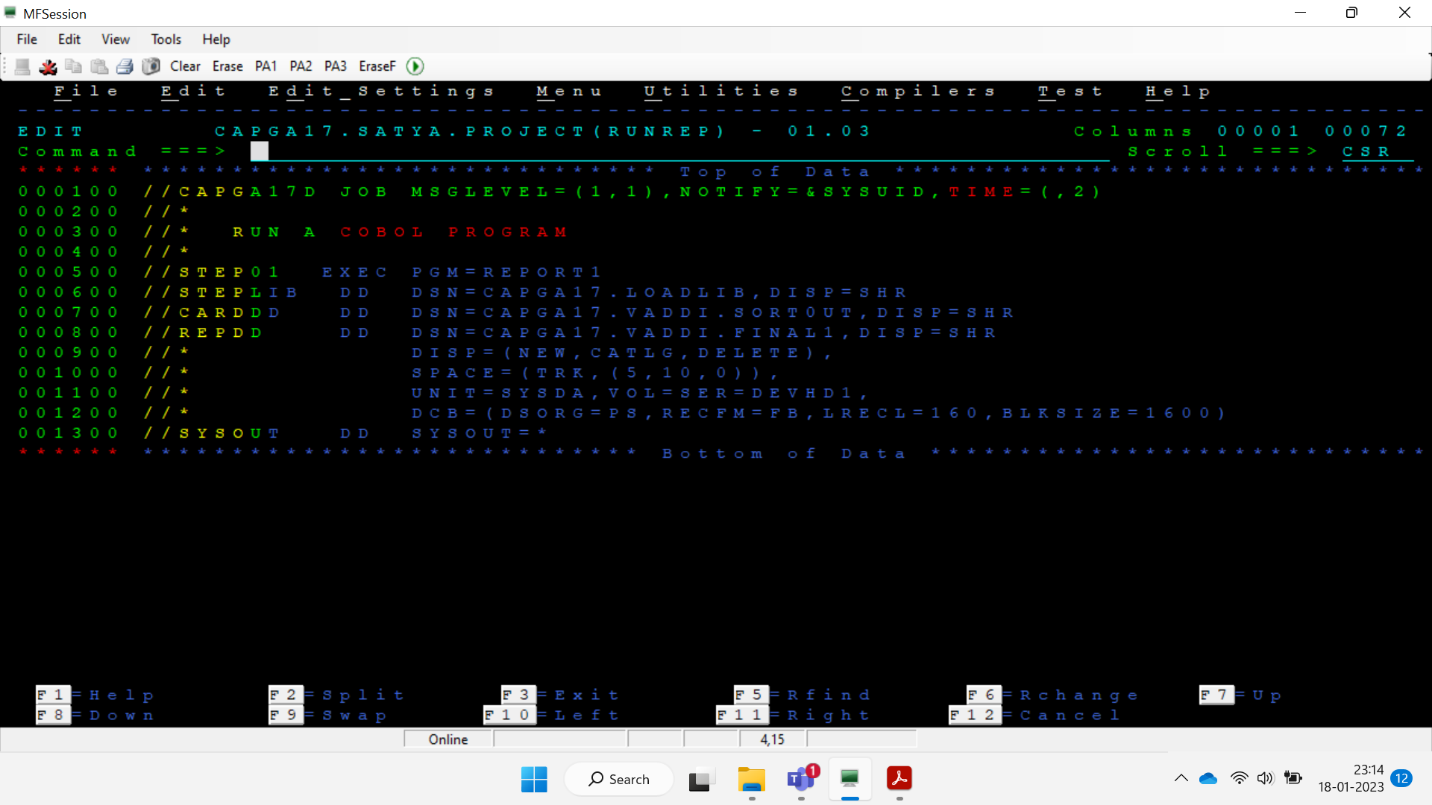 MFSession
File Edit View Tools Help
Clear Erase PA1 PA2 PA3 EraseF
File Edit Edit_Settings Menu Utilities Compilers Test Help
EDIT CAPGA17.SATYA.PROJECT(RUNREP) - 01.03 Columns 00001 00072
Command ===> Scroll ===> CSR
****** **************************** Top of Data ******************************
000100 //CAPGA17D JOB MSGLEVEL=(1,1),NOTIFY=&SYSUID,TIME=(,2)
000200 //*
000300 //* RUN A COBOL PROGRAM
000400 //*
000500 //STEP01 EXEC PGM=REPORT1
000600 //STEPLIB DD DSN=CAPGA17.LOADLIB,DISP=SHR
000700 //CARDDD DD DSN=CAPGA17.VADDI.SORTOUT,DISP=SHR
000800 //REPDD DD DSN=CAPGA17.VADDI.FINAL1,DISP=SHR
000900 //* DISP=(NEW,CATLG,DELETE),
001000 //* SPACE=(TRK,(5,10,0)),
001100 //* UNIT=SYSDA,VOL=SER=DEVHD1,
001200 //* DCB=(DSORG=PS,RECFM=FB,LRECL=160,BLKSIZE=1600)
001300 //SYSOUT DD SYSOUT=*
****** **************************** Bottom of Data ****************************
F1=Help F2=Split F3=Exit F5=Rfind F6=Rchange F7=Up
F8=Down F9=Swap F10=Left F11=Right F12=Cancel
Online 4,15
Search 1 23:14
18-01-2023 12